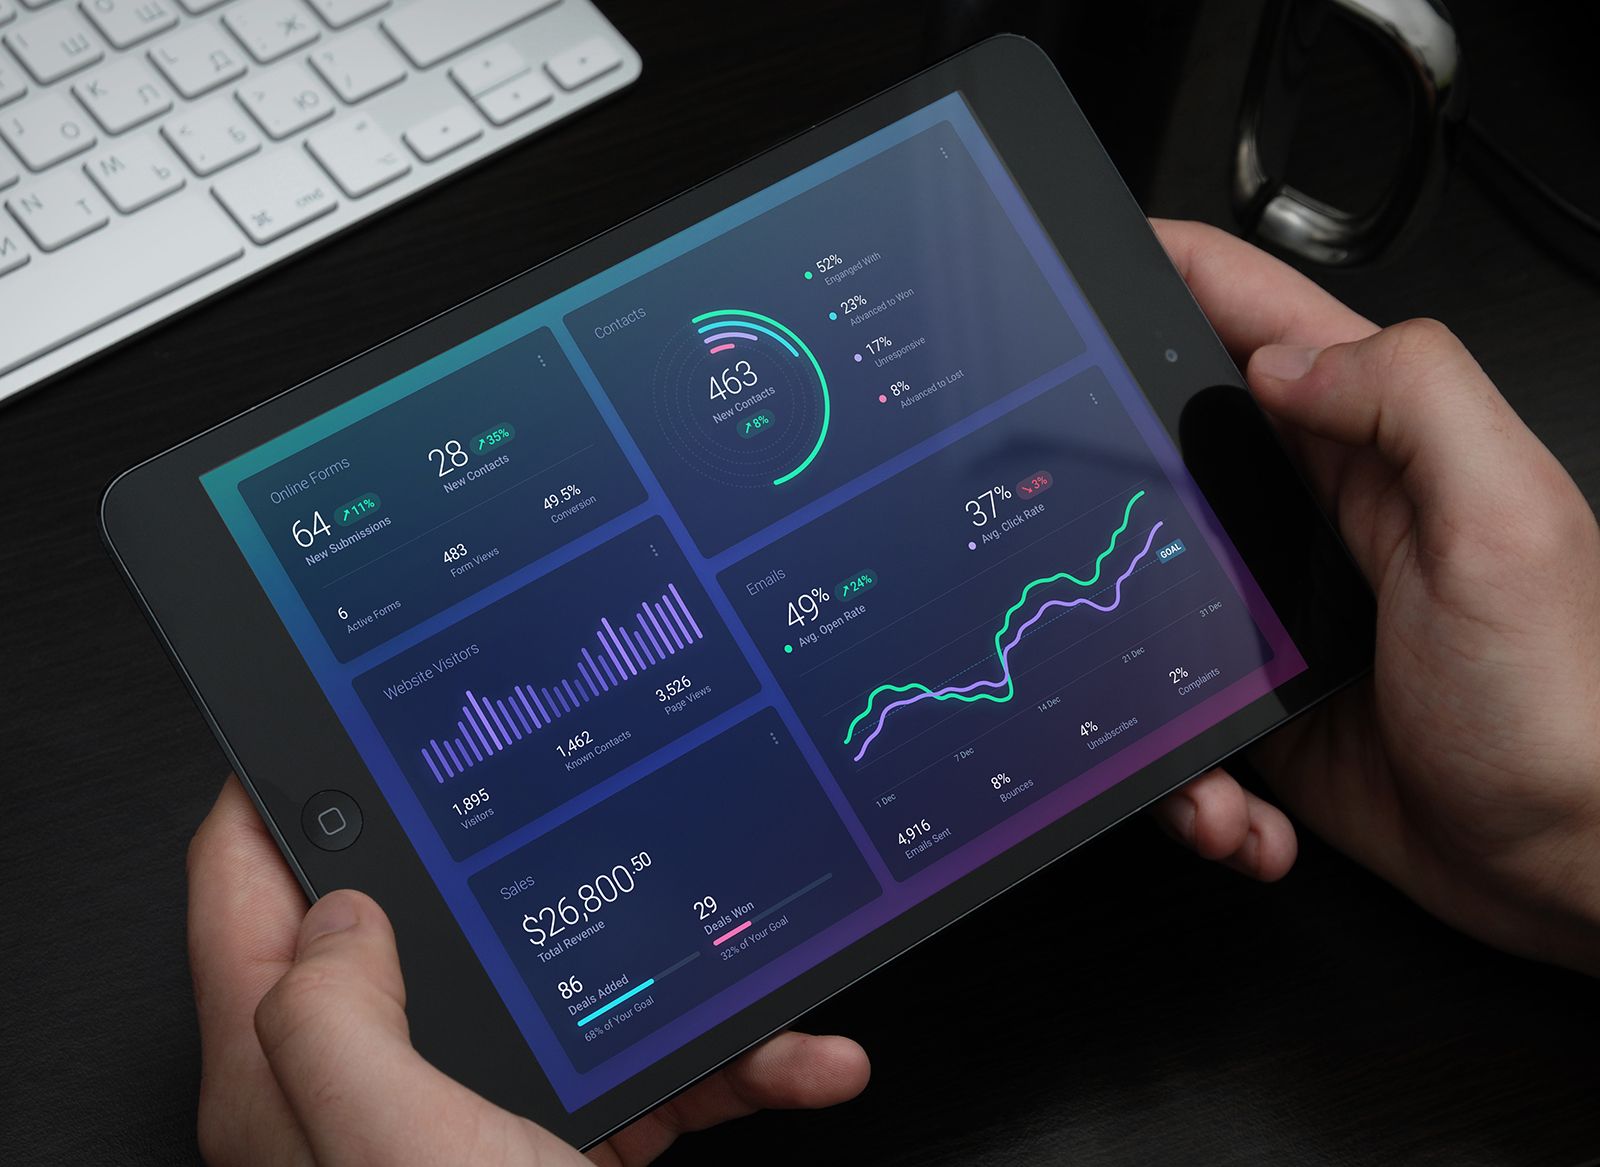 Online Forms
64 ↗11%
New Submissions
28 ↗35%
New Contacts
6
Active Forms
483
Form Views
49.5%
Conversion
Contacts
463
New Contacts
↗8%
52%
Enganged With
23%
Advanced to Won
17%
Unresponsive
8%
Advanced to Lost
Website Visitors
1,895
Visitors
1,462
Known Contacts
3,526
Page Views
Emails
49% ↗24%
Avg. Open Rate
37% ↘3%
Avg. Click Rate
GOAL
1 Dec
7 Dec
14 Dec
21 Dec
31 Dec
4,916
Emails Sent
8%
Bounces
4%
Unsubscribes
2%
Complaints
Sales
$26,800.50
Total Revenue
86
Deals Added
68% of Your Goal
29
Deals Won
32% of Your Goal
Ш
Д
Ж
K Л
O
Б
Ю
M Ь
N Т
И
⌘ cmd